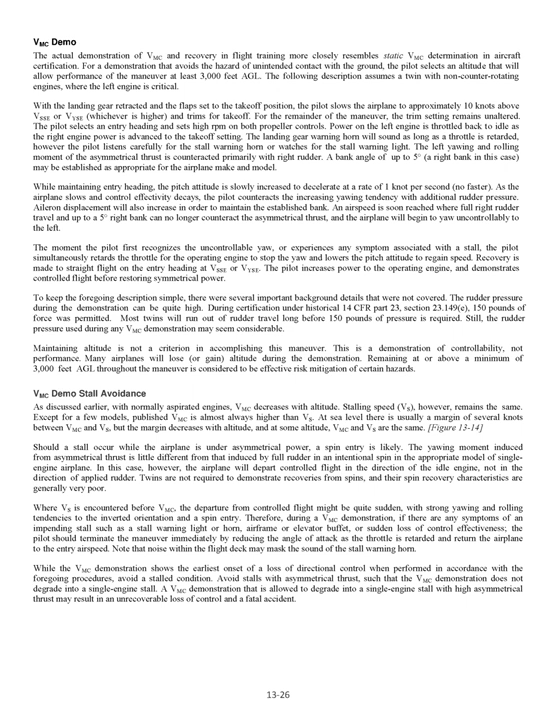 VMC Demo
The actual demonstration of VMC and recovery in flight training more closely resembles static VMC determination in aircraft
certification. For a demonstration that avoids the hazard of unintended contact with the ground, the pilot selects an altitude that will
allow performance of the maneuver at least 3,000 feet AGL. The following description assumes a twin with non-counter-rotating
engines, where the left engine is critical.
With the landing gear retracted and the flaps set to the takeoff position, the pilot slows the airplane to approximately 10 knots above
VSSE or VYSE (whichever is higher) and trims for takeoff. For the remainder of the maneuver, the trim setting remains unaltered.
The pilot selects an entry heading and sets high rpm on both propeller controls. Power on the left engine is throttled back to idle as
the right engine power is advanced to the takeoff setting. The landing gear warning horn will sound as long as a throttle is retarded,
however the pilot listens carefully for the stall warning horn or watches for the stall warning light. The left yawing and rolling
moment of the asymmetrical thrust is counteracted primarily with right rudder. A bank angle of up to 5° (a right bank in this case)
may be established as appropriate for the airplane make and model.
While maintaining entry heading, the pitch attitude is slowly increased to decelerate at a rate of 1 knot per second (no faster). As the
airplane slows and control effectivity decays, the pilot counteracts the increasing yawing tendency with additional rudder pressure.
Aileron displacement will also increase in order to maintain the established bank. An airspeed is soon reached where full right rudder
travel and up to a 5° right bank can no longer counteract the asymmetrical thrust, and the airplane will begin to yaw uncontrollably to
the left.
The moment the pilot first recognizes the uncontrollable yaw, or experiences any symptom associated with a stall, the pilot
simultaneously retards the throttle for the operating engine to stop the yaw and lowers the pitch attitude to regain speed. Recovery is
made to straight flight on the entry heading at VSSE or VYSE. The pilot increases power to the operating engine, and demonstrates
controlled flight before restoring symmetrical power.
To keep the foregoing description simple, there were several important background details that were not covered. The rudder pressure
during the demonstration can be quite high. During certification under historical 14 CFR part 23, section 23.149(e), 150 pounds of
force was permitted. Most twins will run out of rudder travel long before 150 pounds of pressure is required. Still, the rudder
pressure used during any VMC demonstration may seem considerable.
Maintaining altitude is not a criterion in accomplishing this maneuver. This is a demonstration of controllability, not
performance. Many airplanes will lose (or gain) altitude during the demonstration. Remaining at or above a minimum of
3,000 feet AGL throughout the maneuver is considered to be effective risk mitigation of certain hazards.
VMC Demo Stall Avoidance
As discussed earlier, with normally aspirated engines, VMC decreases with altitude. Stalling speed (VS), however, remains the same.
Except for a few models, published VMC is almost always higher than VS. At sea level there is usually a margin of several knots
between VMC and VS, but the margin decreases with altitude, and at some altitude, VMC and VS are the same. [Figure 13-14]
Should a stall occur while the airplane is under asymmetrical power, a spin entry is likely. The yawing moment induced
from asymmetrical thrust is little different from that induced by full rudder in an intentional spin in the appropriate model of single-
engine airplane. In this case, however, the airplane will depart controlled flight in the direction of the idle engine, not in the
direction of applied rudder. Twins are not required to demonstrate recoveries from spins, and their spin recovery characteristics are
generally very poor.
Where VS is encountered before VMC, the departure from controlled flight might be quite sudden, with strong yawing and rolling
tendencies to the inverted orientation and a spin entry. Therefore, during a VMC demonstration, if there are any symptoms of an
impending stall such as a stall warning light or horn, airframe or elevator buffet, or sudden loss of control effectiveness; the
pilot should terminate the maneuver immediately by reducing the angle of attack as the throttle is retarded and return the airplane
to the entry airspeed. Note that noise within the flight deck may mask the sound of the stall warning horn.
While the VMC demonstration shows the earliest onset of a loss of directional control when performed in accordance with the
foregoing procedures, avoid a stalled condition. Avoid stalls with asymmetrical thrust, such that the VMC demonstration does not
degrade into a single-engine stall. A VMC demonstration that is allowed to degrade into a single-engine stall with high asymmetrical
thrust may result in an unrecoverable loss of control and a fatal accident.
13-26